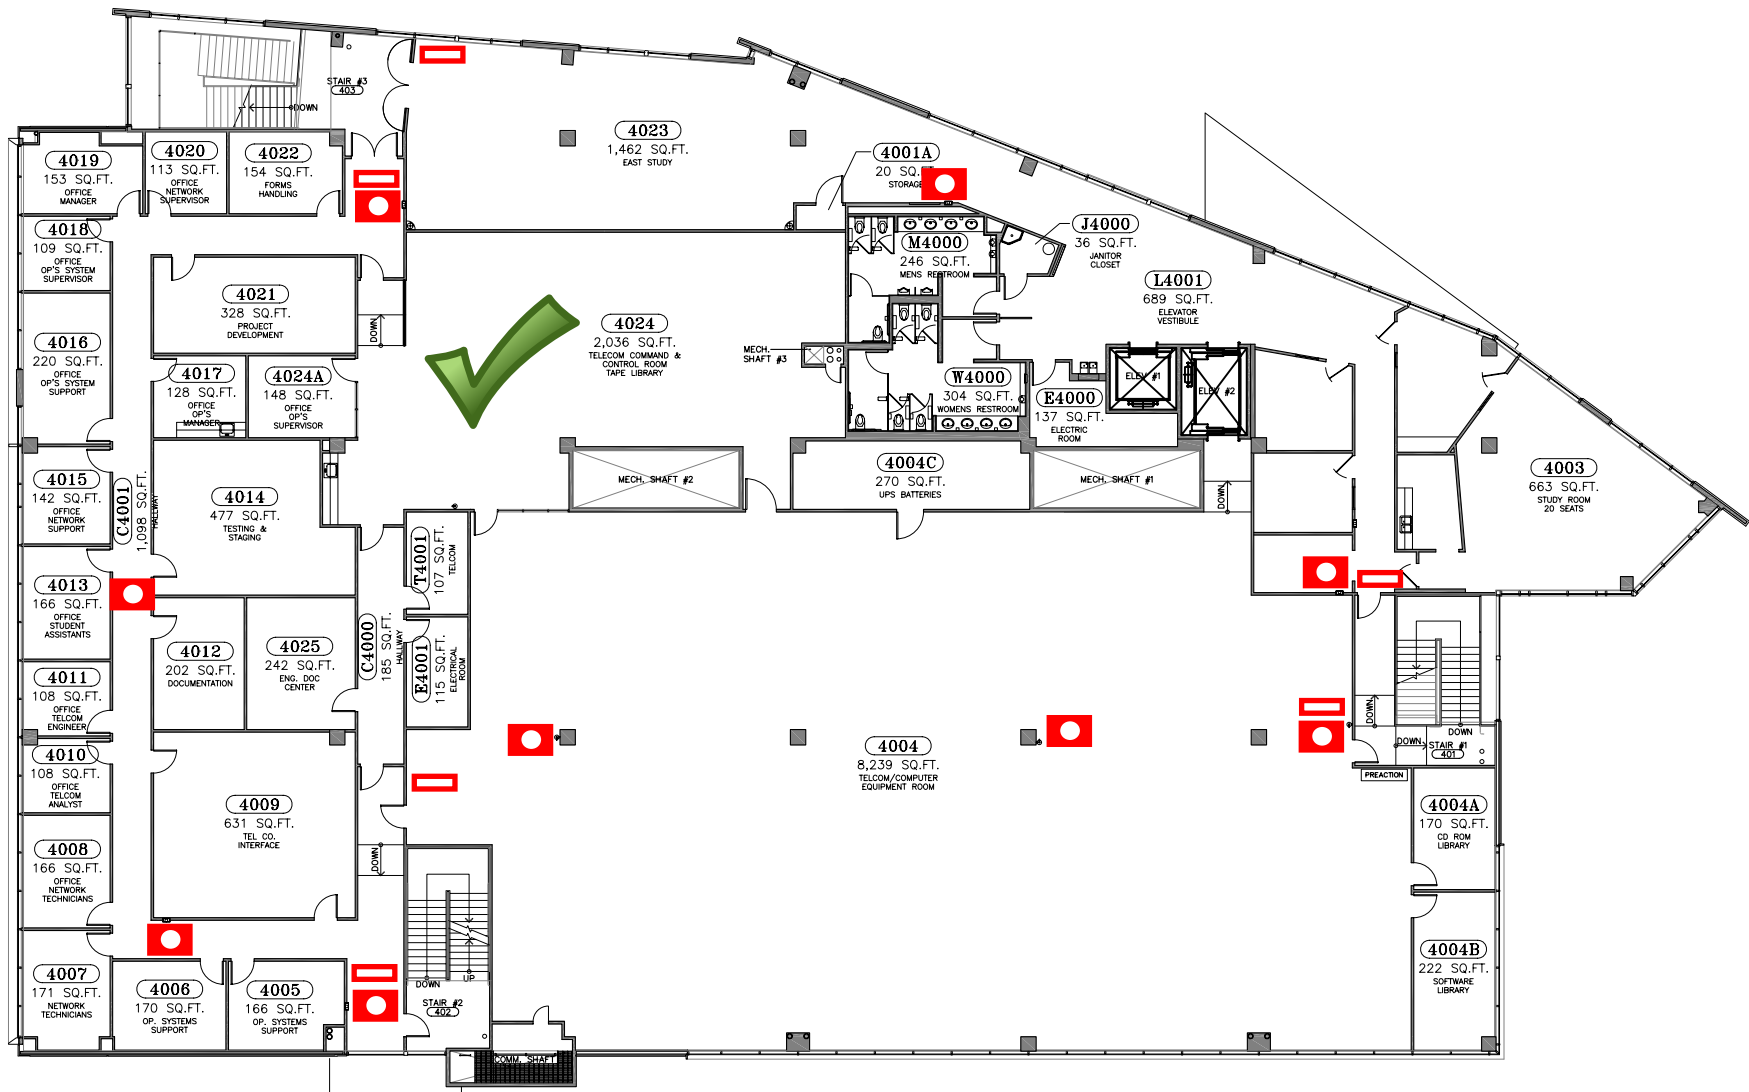 STAIR #3
403
DOWN
4023
1,462 SQ.FT.
EAST STUDY
4019
153 SQ.FT.
OFFICE
MANAGER
4020
113 SQ.FT.
OFFICE
NETWORK
SUPERVISOR
4022
154 SQ.FT.
FORMS
HANDLING
4001A
20 SQ.
STORAGE
4018
109 SQ.FT.
OFFICE
OP'S SYSTEM
SUPERVISOR
M4000
246 SQ.FT.
MENS RESTROOM
J4000
36 SQ.FT.
JANITOR
CLOSET
L4001
689 SQ.FT.
ELEVATOR
VESTIBULE
4021
328 SQ.FT.
PROJECT
DEVELOPMENT
DOWN
4024
2,036 SQ.FT.
TELECOM COMMAND &
CONTROL ROOM
TAPE LIBRARY
MECH.
SHAFT #3
4016
220 SQ.FT.
OFFICE
OP'S SYSTEM
SUPPORT
4017
128 SQ.FT.
OFFICE
OP'S
MANAGER
4024A
148 SQ.FT.
OFFICE
OP'S
SUPERVISOR
W4000
304 SQ.FT.
WOMENS RESTROOM
E4000
137 SQ.FT.
ELECTRIC
ROOM
ELEV #1
ELEV #2
4015
142 SQ.FT.
OFFICE
NETWORK
SUPPORT
C4001
1,098 SQ.FT.
HALLWAY
4014
477 SQ.FT.
TESTING &
STAGING
MECH. SHAFT #2
4004C
270 SQ.FT.
UPS BATTERIES
MECH. SHAFT #1
DOWN
4003
663 SQ.FT.
STUDY ROOM
20 SEATS
4013
166 SQ.FT.
OFFICE
STUDENT
ASSISTANTS
T4001
107 SQ.FT.
TELCOM
4012
202 SQ.FT.
DOCUMENTATION
4025
242 SQ.FT.
ENG. DOC
CENTER
C4000
185 SQ.FT.
HALLWAY
E4001
115 SQ.FT.
ELECTRICAL
ROOM
4011
108 SQ.FT.
OFFICE
TELCOM
ENGINEER
4010
108 SQ.FT.
OFFICE
TELCOM
ANALYST
4004
8,239 SQ.FT.
TELCOM/COMPUTER
EQUIPMENT ROOM
DOWN
DOWN
DOWN
STAIR #1
401
PREACTION
4009
631 SQ.FT.
TEL CO.
INTERFACE
DOWN
4004A
170 SQ.FT.
CD ROM
LIBRARY
4008
166 SQ.FT.
OFFICE
NETWORK
TECHNICIANS
4007
171 SQ.FT.
NETWORK
TECHNICIANS
4006
170 SQ.FT.
OP. SYSTEMS
SUPPORT
4005
166 SQ.FT.
OP. SYSTEMS
SUPPORT
DOWN
UP
STAIR #2
402
4004B
222 SQ.FT.
SOFTWARE
LIBRARY
COMM. SHAFT